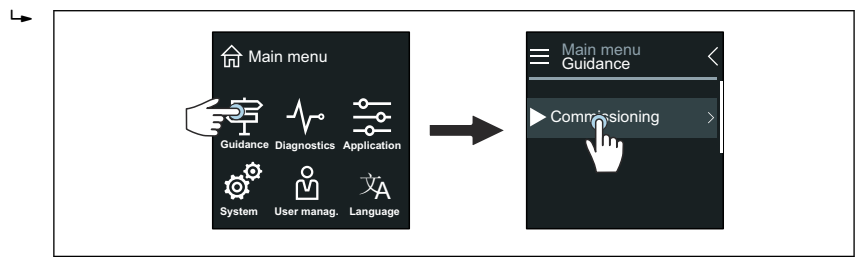 Main menu
Guidance Diagnostics Application
System User manag. Language
Main menu
Guidance
Commissioning